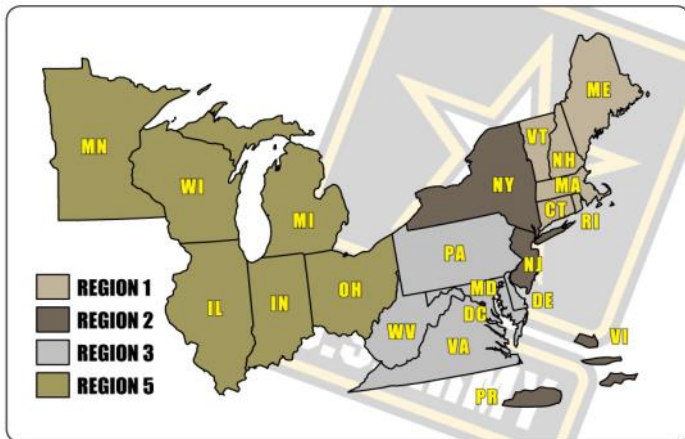 ME
VT
NH
MN
NY
MA
WI
CT
RI
MI
PA
NJ
OH
MD
DE
REGION 1
IL
IN
DC
REGION 2
WV
VI
VA
REGION 3
REGION 5
PR
U.S. ARMY